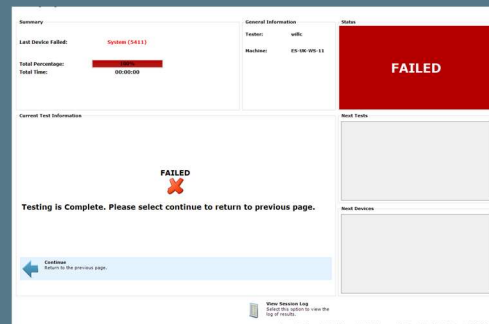 Summary
Last Device Failed: System (5411)
Total Percentage: 100%
Total Time: 00:00:00
General Information
Tester: willc
Machine: ES-UK-WS-11
Status
FAILED
Current Test Information
FAILED
Testing is Complete. Please select continue to return to previous page.
Continue
Return to the previous page.
Next Tests
Next Devices
View Session Log
Select this option to view the
log of results.